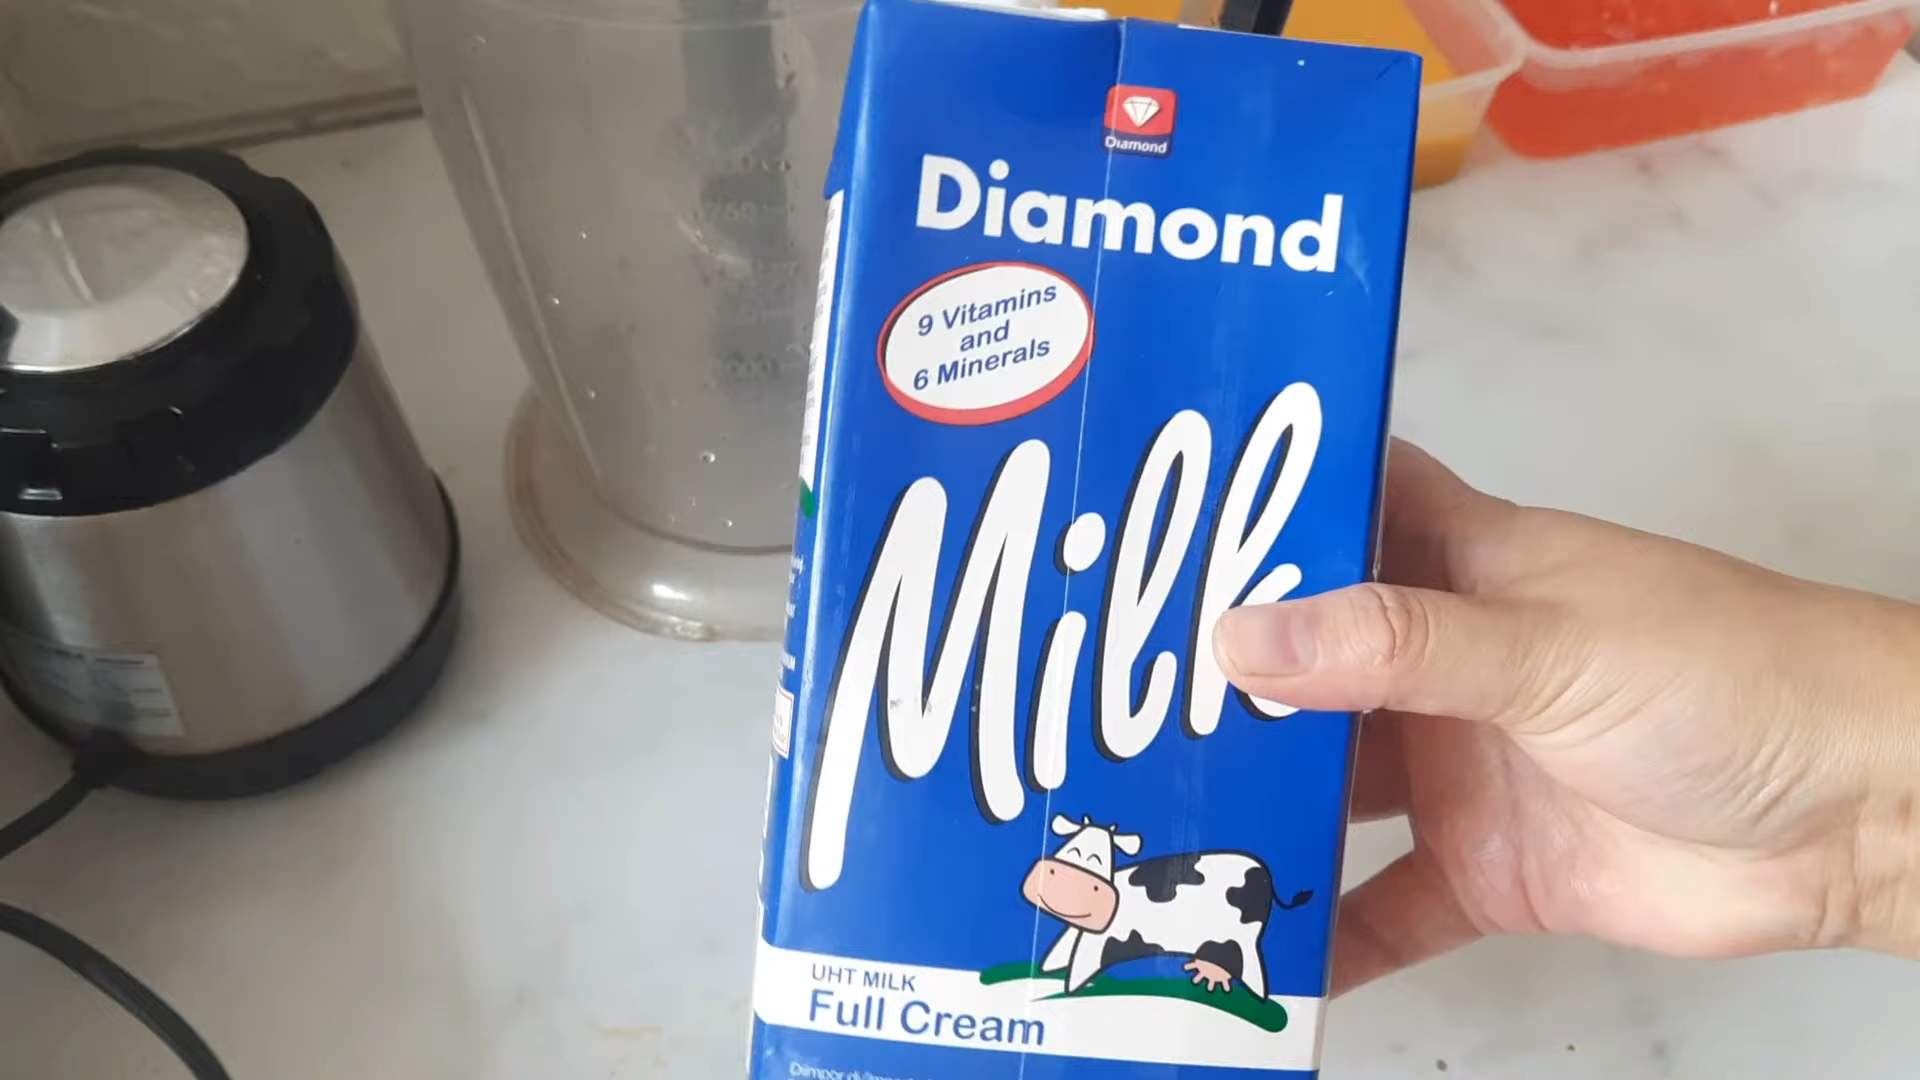 Diamond
Diamond
9 Vitamins
and
6 Minerals
Milk
UHT MILK
Full Cream